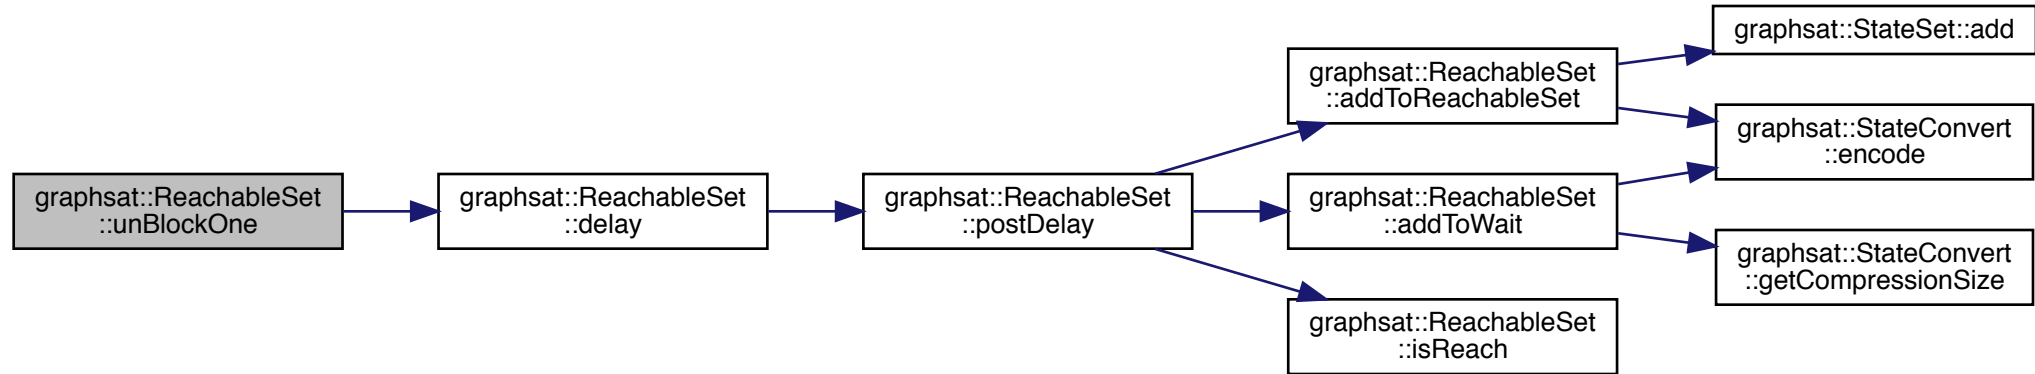 graphsat::ReachableSet
::unBlockOne
graphsat::ReachableSet
::delay
graphsat::ReachableSet
::postDelay
graphsat::ReachableSet
::addToReachableSet
graphsat::StateSet::add
graphsat::StateConvert
::encode
graphsat::ReachableSet
::addToWait
graphsat::StateConvert
::getCompressionSize
graphsat::ReachableSet
::isReach